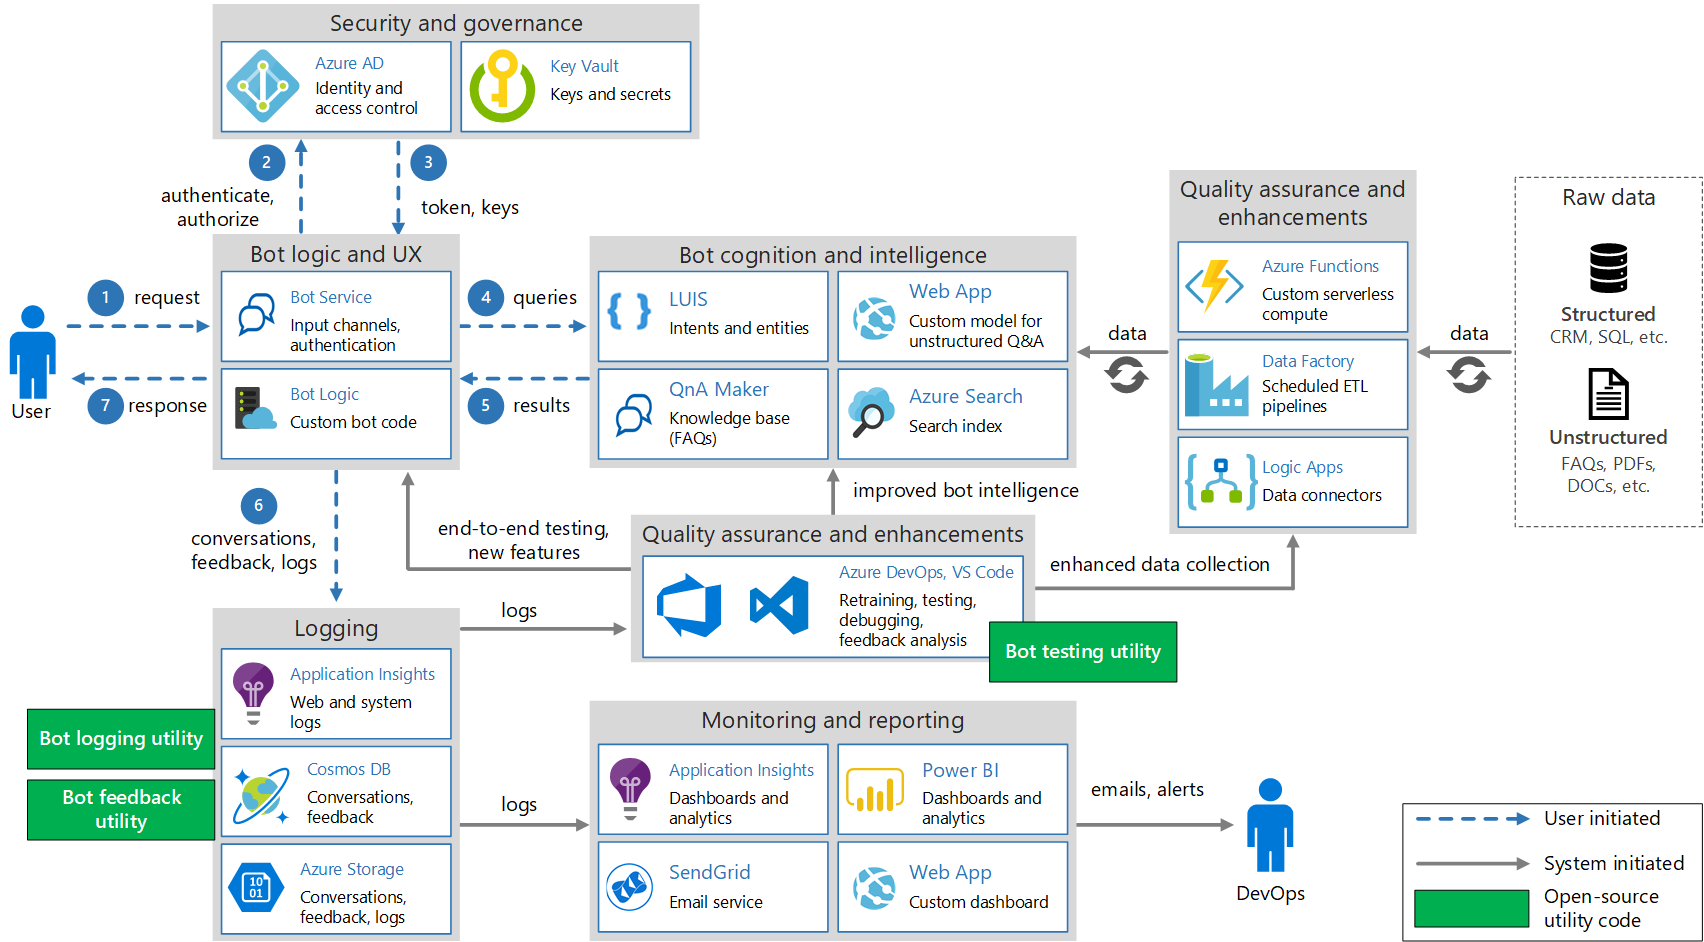 Security and governance
Azure AD
Identity and
access control
Key Vault
Keys and secrets
2
authenticate,
authorize
3
token, keys
Bot logic and UX
Bot Service
Input channels,
authentication
Bot Logic
Custom bot code
1
request
User
7
response
4
queries
5
results
Bot cognition and intelligence
LUIS
Intents and entities
Web App
Custom model for
unstructured Q&A
QnA Maker
Knowledge base
(FAQs)
Azure Search
Search index
data
Quality assurance and
enhancements
Azure Functions
Custom serverless
compute
Data Factory
Scheduled ETL
pipelines
Logic Apps
Data connectors
data
Raw data
Structured
CRM, SQL, etc.
Unstructured
FAQs, PDFs,
DOCs, etc.
6
conversations,
feedback, logs
end-to-end testing,
new features
improved bot intelligence
Quality assurance and enhancements
Azure DevOps, VS Code
Retraining, testing,
debugging,
feedback analysis
Bot testing utility
enhanced data collection
Logging
Application Insights
Web and system
logs
Cosmos DB
Conversations,
feedback
Azure Storage
10
01
Conversations,
feedback, logs
Bot logging utility
Bot feedback
utility
logs
logs
Monitoring and reporting
Application Insights
Dashboards and
analytics
Power BI
Dashboards and
analytics
SendGrid
Email service
Web App
Custom dashboard
emails, alerts
DevOps
User initiated
System initiated
Open-source
utility code